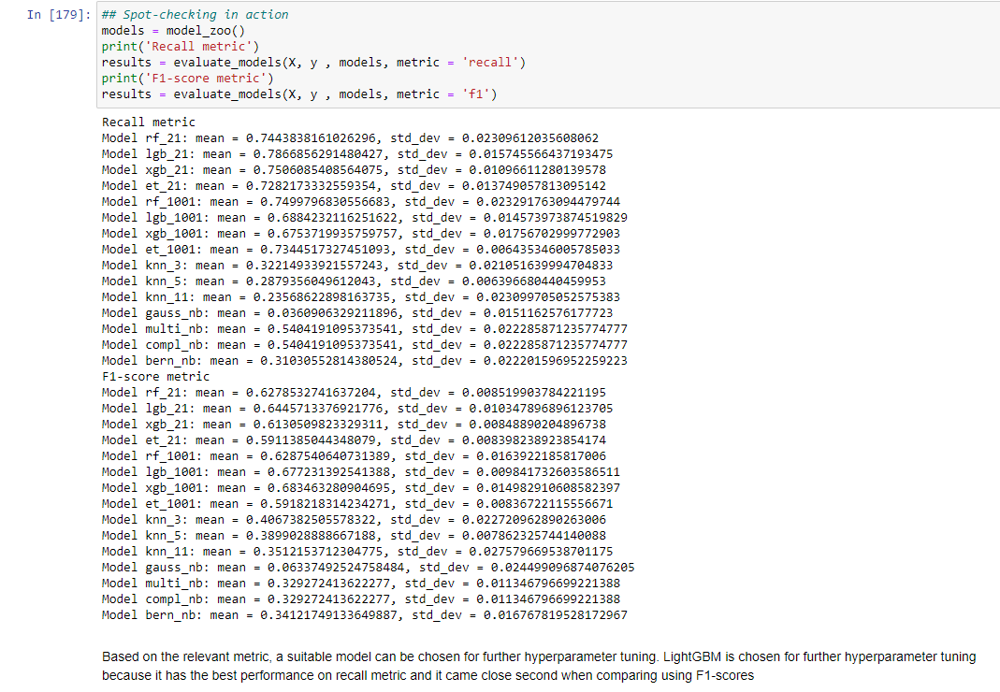 In [179]: ## Spot-checking in action
models = model_zoo()
print('Recall metric')
results = evaluate_models(X, y , models, metric = 'recall')
print('F1-score metric')
results = evaluate_models(X, y , models, metric = 'f1')
Recall metric
Model rf_21: mean = 0.7443838161026296, std_dev = 0.02309612035608062
Model lgb_21: mean = 0.7866856291480427, std_dev = 0.015745566437193475
Model xgb_21: mean = 0.7506085408564075, std_dev = 0.01096611280139578
Model et_21: mean = 0.7282173332559354, std_dev = 0.013749057813095142
Model rf_1001: mean = 0.7499796830556683, std_dev = 0.023291763094479744
Model lgb_1001: mean = 0.6884232116251622, std_dev = 0.014573973874519829
Model xgb_1001: mean = 0.6753719935759757, std_dev = 0.01756702999772903
Model et_1001: mean = 0.7344517327451093, std_dev = 0.006435346005785033
Model knn_3: mean = 0.32214933921557243, std_dev = 0.021051639994704833
Model knn_5: mean = 0.2879356049612043, std_dev = 0.006396680440459953
Model knn_11: mean = 0.23568622898163735, std_dev = 0.023099705052575383
Model gauss_nb: mean = 0.0360906329211896, std_dev = 0.0151162576177723
Model multi_nb: mean = 0.5404191095373541, std_dev = 0.022285871235774777
Model compl_nb: mean = 0.5404191095373541, std_dev = 0.022285871235774777
Model bern_nb: mean = 0.31030552814380524, std_dev = 0.022201596952259223
F1-score metric
Model rf_21: mean = 0.6278532741637204, std_dev = 0.008519903784221195
Model lgb_21: mean = 0.6445713376921776, std_dev = 0.010347896896123705
Model xgb_21: mean = 0.6130509823329311, std_dev = 0.00848890204896738
Model et_21: mean = 0.5911385044348079, std_dev = 0.008398238923854174
Model rf_1001: mean = 0.6287540640731389, std_dev = 0.0163922185817006
Model lgb_1001: mean = 0.677231392541388, std_dev = 0.009841732603586511
Model xgb_1001: mean = 0.683463280904695, std_dev = 0.014982910608582397
Model et_1001: mean = 0.5918218314234271, std_dev = 0.00836722115556671
Model knn_3: mean = 0.4067382505578322, std_dev = 0.022720962890263006
Model knn_5: mean = 0.3899028888667188, std_dev = 0.007862325744140088
Model knn_11: mean = 0.3512153712304775, std_dev = 0.027579669538701175
Model gauss_nb: mean = 0.06337492524758484, std_dev = 0.024499096874076205
Model multi_nb: mean = 0.329272413622277, std_dev = 0.011346796699221388
Model compl_nb: mean = 0.329272413622277, std_dev = 0.011346796699221388
Model bern_nb: mean = 0.34121749133649887, std_dev = 0.016767819528172967
Based on the relevant metric, a suitable model can be chosen for further hyperparameter tuning. LightGBM is chosen for further hyperparameter tuning
because it has the best performance on recall metric and it came close second when comparing using F1-scores